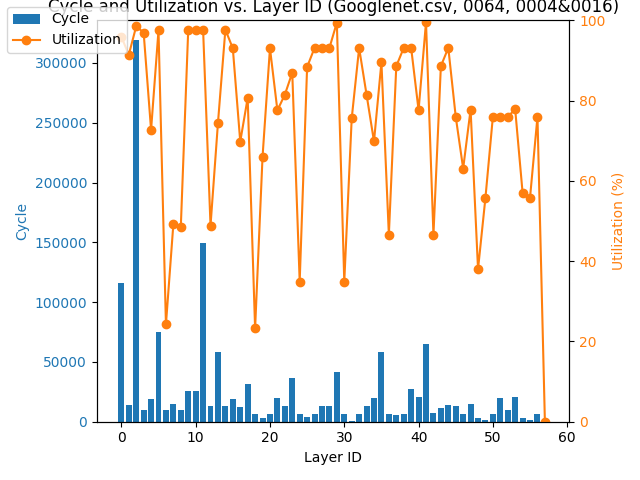 Cycle and Utilization vs. Layer ID (Googlenet.csv, 0064, 0004&0016)
Cycle
Utilization
300000
250000
200000
150000
100000
50000
0
Cycle
100
80
60
40
20
0
Utilization (%)
0 10 20 30 40 50 60
Layer ID